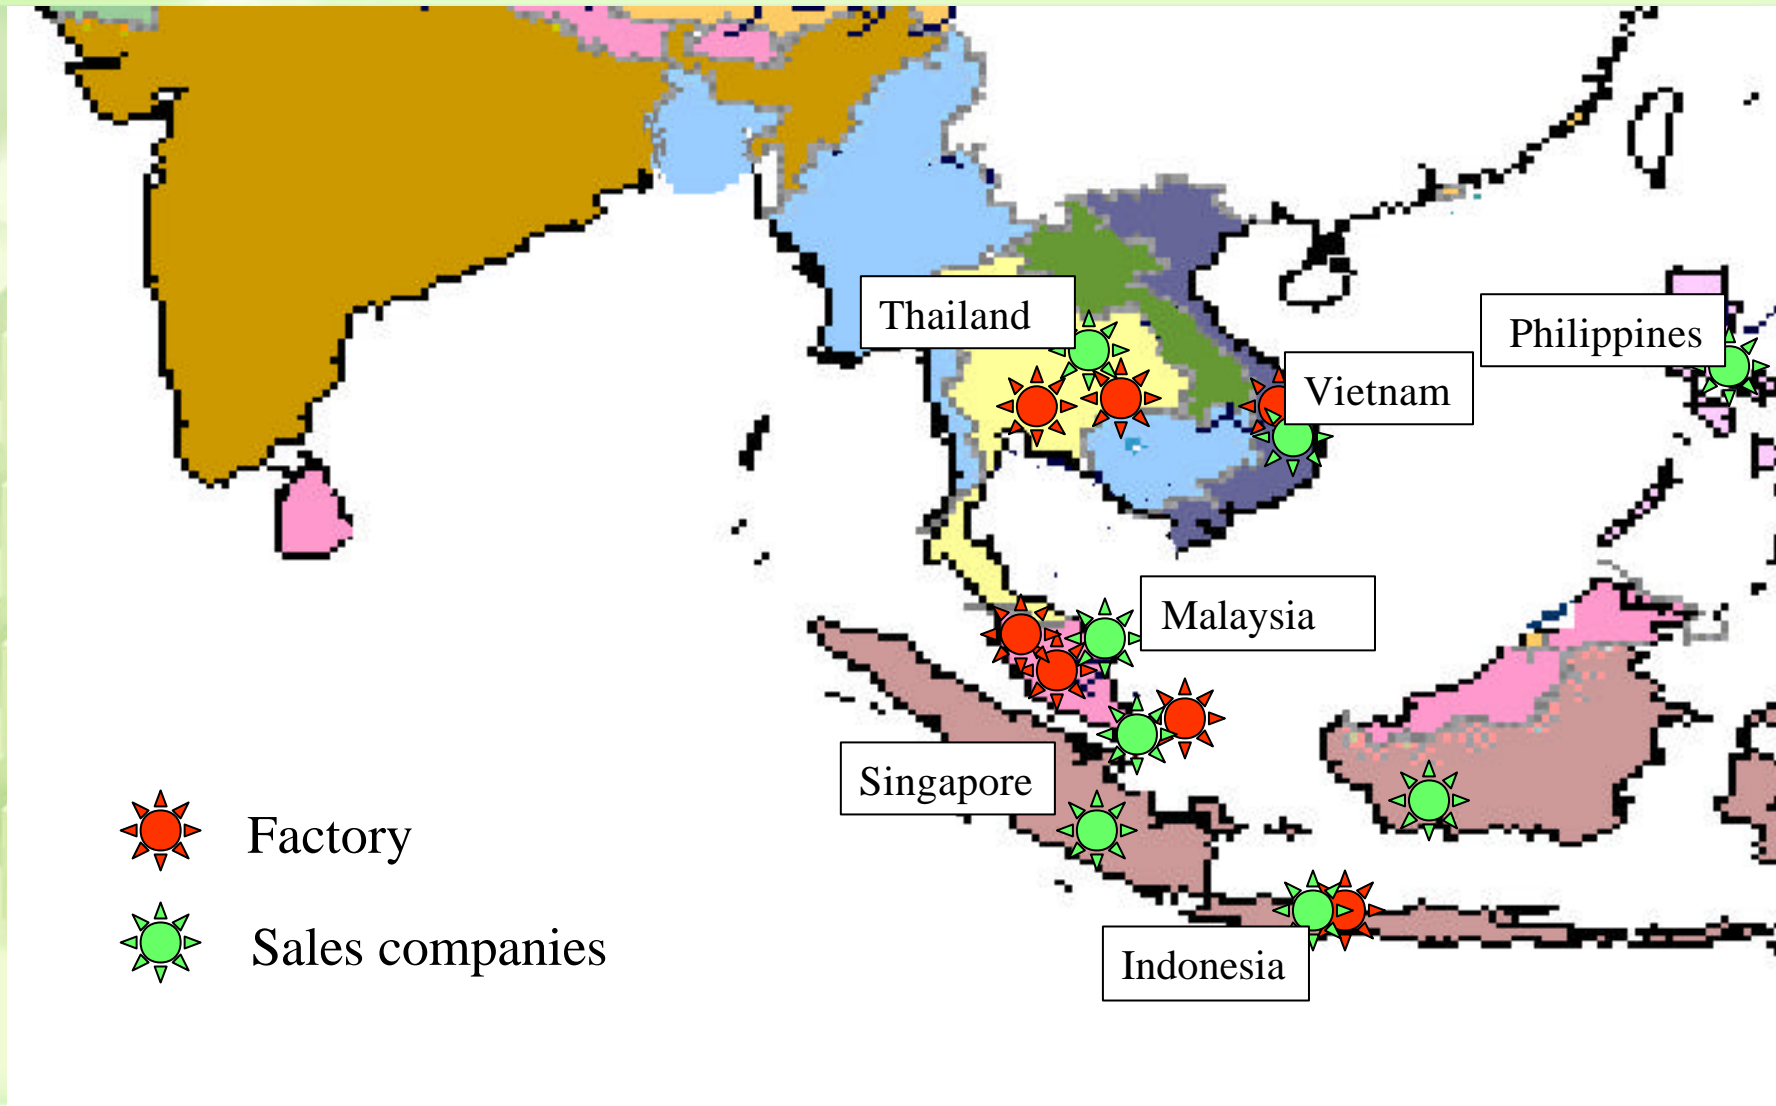 Thailand
Philippines
Vietnam
Malaysia
Singapore
Factory
Sales companies
Indonesia